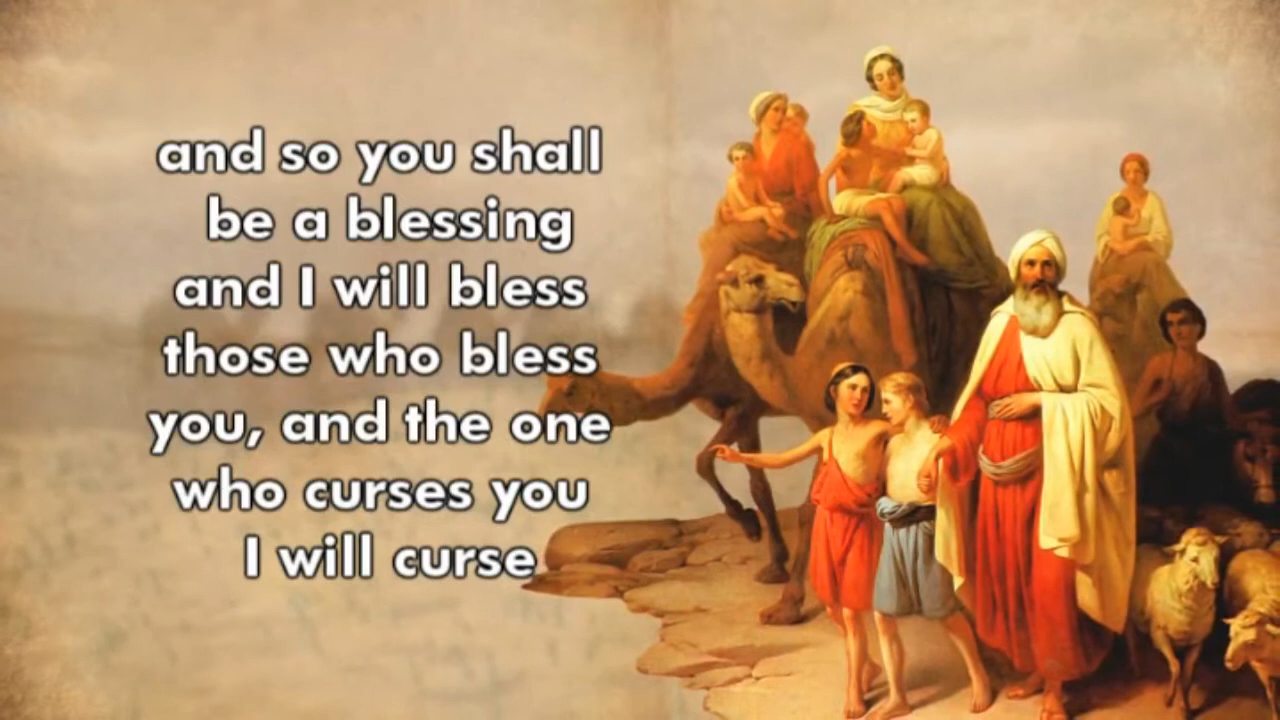 and so you shall
be a blessing
and I will bless
those who bless
you, and the one
who curses you
I will curse